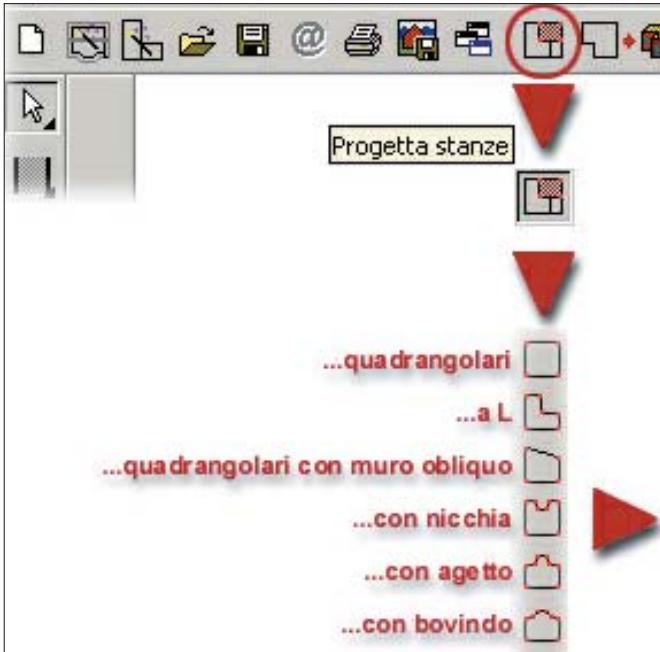 @
Progetta stanze
...quadrangolari
...a L
...quadrangolari con muro obliquo
...con nicchia
...con agetto
...con bovindo